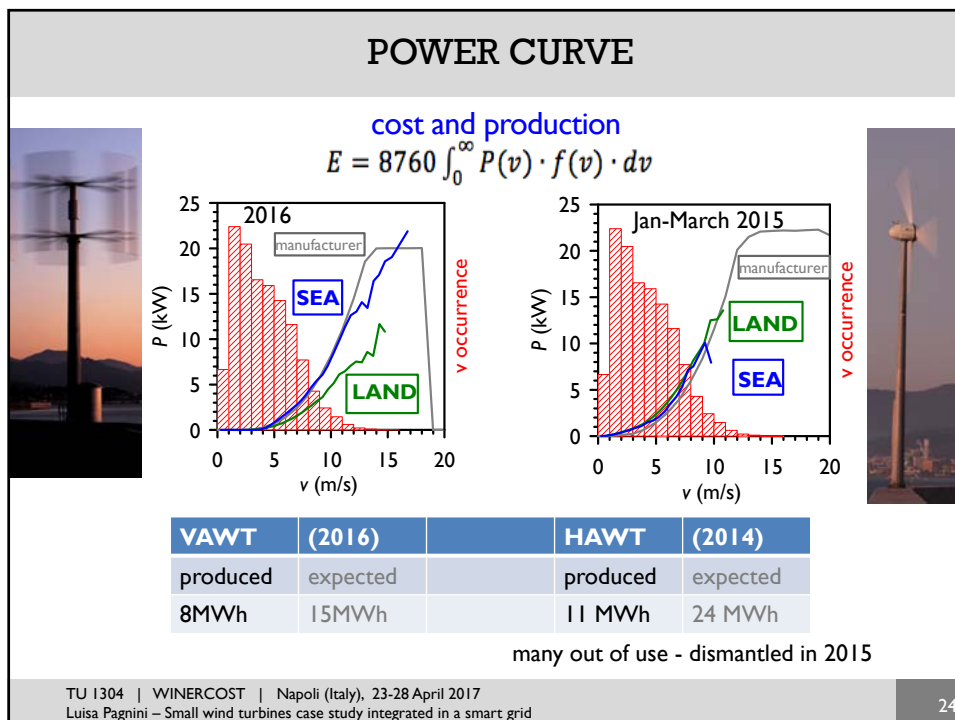 POWER CURVE
cost and production
E = 8760 ∫₀^∞ P(v) · f(v) · dv
2016
manufacturer
SEA
LAND
25
20
15
10
5
0
P (kW)
0 5 10 15 20
v (m/s)
v occurrence
Jan-March 2015
manufacturer
LAND
SEA
25
20
15
10
5
0
P (kW)
0 5 10 15 20
v (m/s)
v occurrence
VAWT (2016) HAWT (2014)
produced expected produced expected
8MWh 15MWh 11 MWh 24 MWh
many out of use - dismantled in 2015
TU 1304 | WINERCOST | Napoli (Italy), 23-28 April 2017
Luisa Pagnini – Small wind turbines case study integrated in a smart grid
24